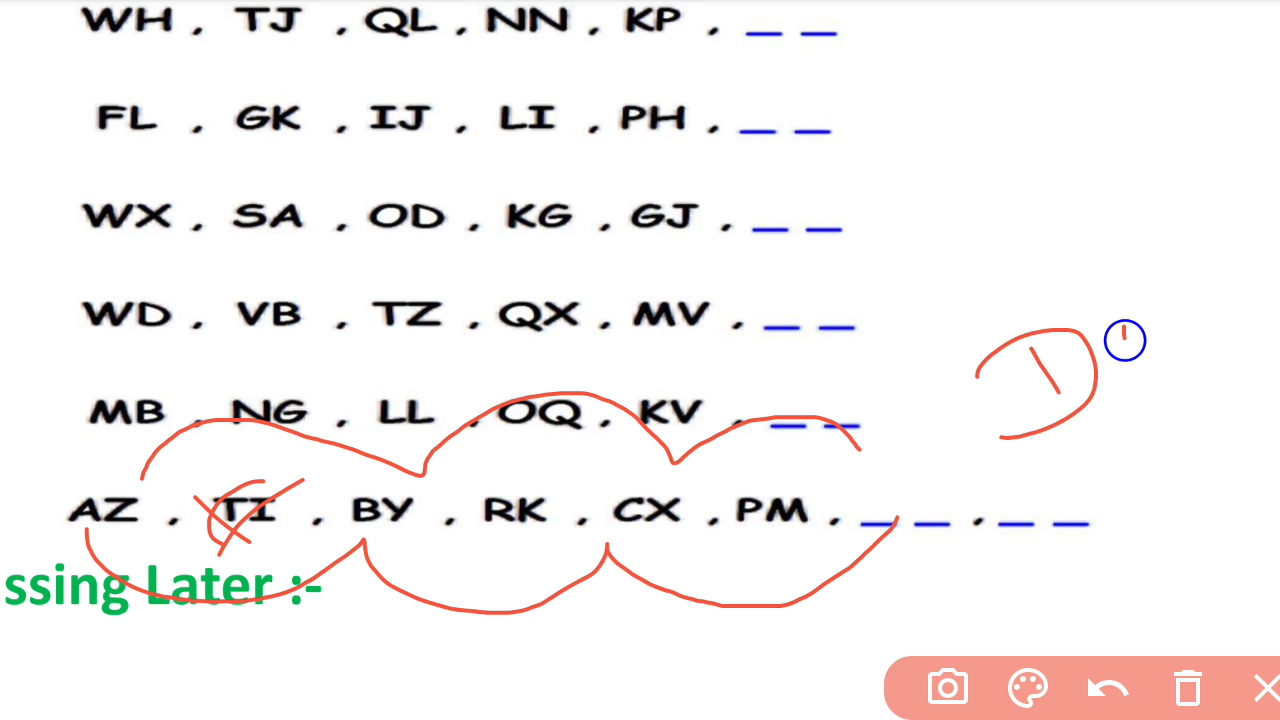 WH , TJ , QL , NN , KP , _ _
FL , GK , IJ , LI , PH , _ _
WX , SA , OD , KG , GJ , _ _
WD , VB , TZ , QX , MV , _ _
MB , NG , LL , OQ , KV , _ _
AZ , TI , BY , RK , CX , PM , _ _ , _ _
ssing Later :-